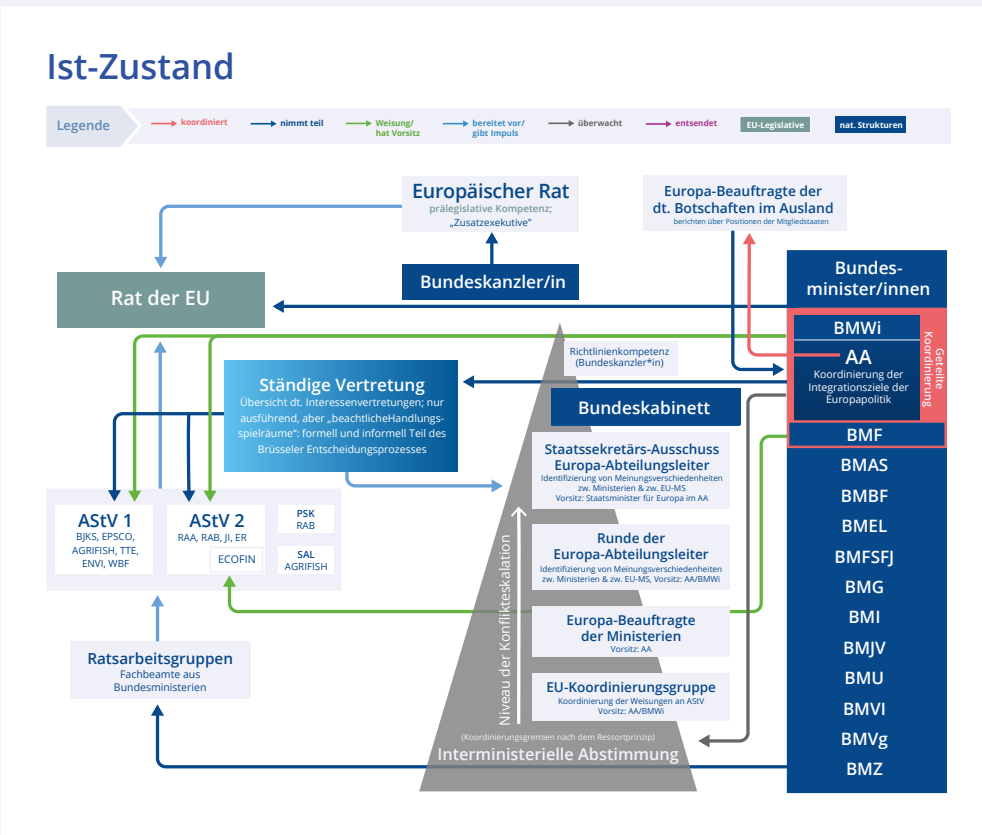 Ist-Zustand
Legende
koordiniert
nimmt teil
Weisung/
hat Vorsitz
bereitet vor/
gibt Impuls
überwacht
entsendet
EU-Legislative
nat. Strukturen
Europäischer Rat
prälegislative Kompetenz;
„Zusatzexekutive“
Europa-Beauftragte der
dt. Botschaften im Ausland
berichten über Positionen der Mitgliedstaaten
Bundeskanzler/in
Rat der EU
Bundes-
minister/innen
BMWi
AA
Koordinierung der
Integrationsziele der
Europapolitik
Geteilte
Koordinierung
BMF
BMAS
BMBF
BMEL
BMFSFJ
BMG
BMI
BMJV
BMU
BMVI
BMVg
BMZ
Richtlinienkompetenz
(Bundeskanzler*in)
Ständige Vertretung
Übersicht dt. Interessenvertretungen; nur
ausführend, aber „beachtlicheHandlungs-
spielräume“: formell und informell Teil des
Brüsseler Entscheidungsprozesses
Bundeskabinett
Staatssekretärs-Ausschuss
Europa-Abteilungsleiter
Identifizierung von Meinungsverschiedenheiten
zw. Ministerien & zw. EU-MS
Vorsitz: Staatsminister für Europa im AA
Runde der
Europa-Abteilungsleiter
Identifizierung von Meinungsverschiedenheiten
zw. Ministerien & zw. EU-MS, Vorsitz: AA/BMWi
Europa-Beauftragte
der Ministerien
Vorsitz: AA
EU-Koordinierungsgruppe
Koordinierung der Weisungen an AStV
Vorsitz: AA/BMWi
Niveau der Konflikteskalation
(Koordinierungsgremien nach dem Ressortprinzip)
Interministerielle Abstimmung
AStV 1
BJKS, EPSCO,
AGRIFISH, TTE,
ENVI, WBF
AStV 2
RAA, RAB, JI, ER
ECOFIN
PSK
RAB
SAL
AGRIFISH
Ratsarbeitsgruppen
Fachbeamte aus
Bundesministerien